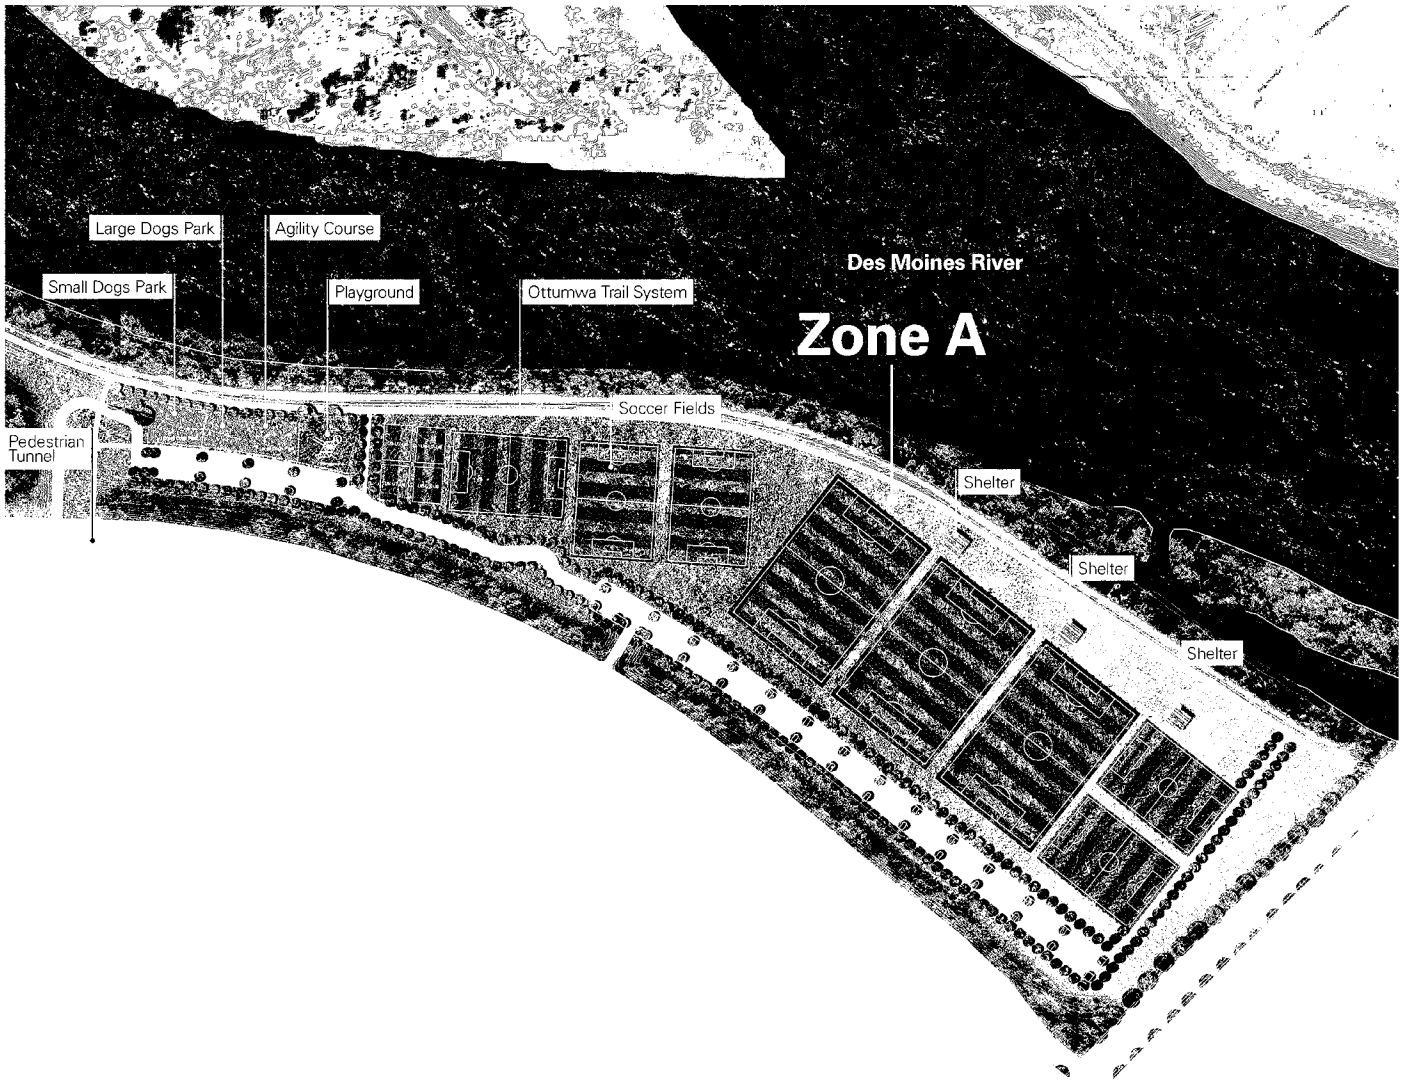 Large Dogs Park
Agility Course
Des Moines River
Small Dogs Park
Playground
Ottumwa Trail System
Zone A
Soccer Fields
Pedestrian
Tunnel
Shelter
Shelter
Shelter